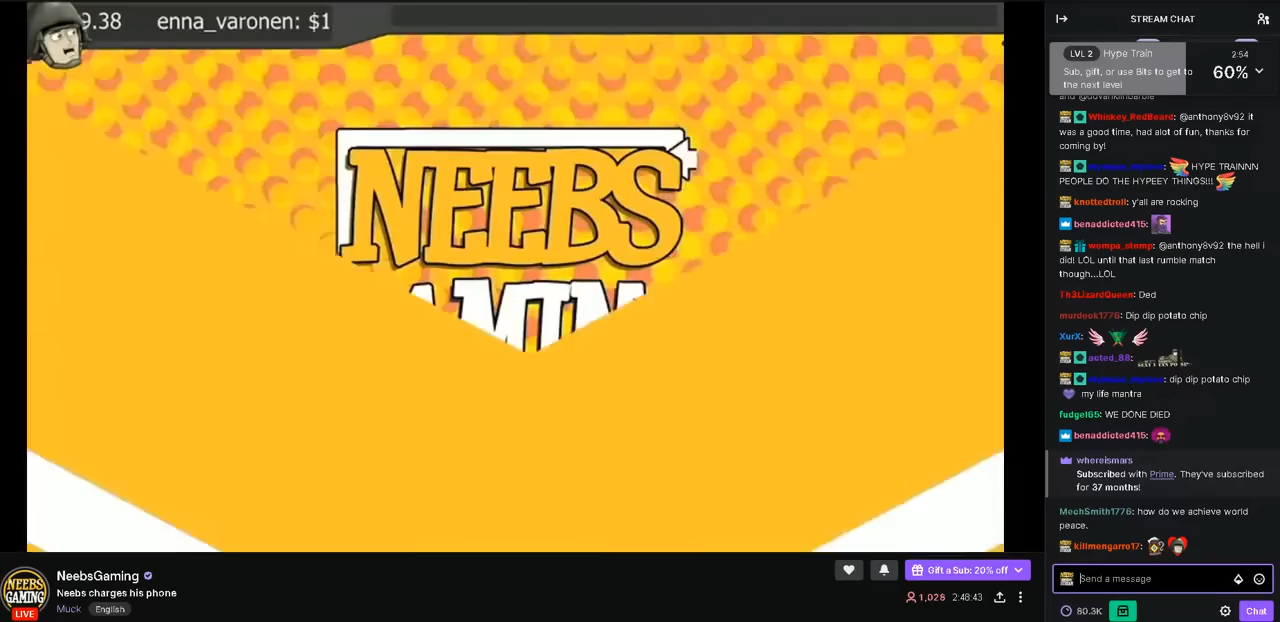 9.38 enna_varonen: $1
NEEBS
NeebsGaming
Neebs charges his phone
Muck English
NEEBS
GAMING
LIVE
Gift a Sub: 20% off
1,028 2:48:43
STREAM CHAT
LVL 2 Hype Train 2:54
Sub, gift, or use Bits to get to
the next level
60%
Whiskey_RedBeard: @anthony8v92 it
was a good time, had alot of fun, thanks for
coming by!
HYPE TRAINNN
PEOPLE DO THE HYPEEY THINGS!!!
knottedtroll: y'all are rocking
benaddicted415:
wompa_stomp: @anthony8v92 the hell i
did! LOL until that last rumble match
though...LOL
Th3LizardQueen: Ded
murdock1776: Dip dip potato chip
XurX:
acted_88:
dip dip potato chip
my life mantra
fudgel65: WE DONE DIED
benaddicted415:
whereismars
Subscribed with Prime. They've subscribed
for 37 months!
MechSmith1776: how do we achieve world
peace.
killmengarro17:
Send a message
80.3K Chat